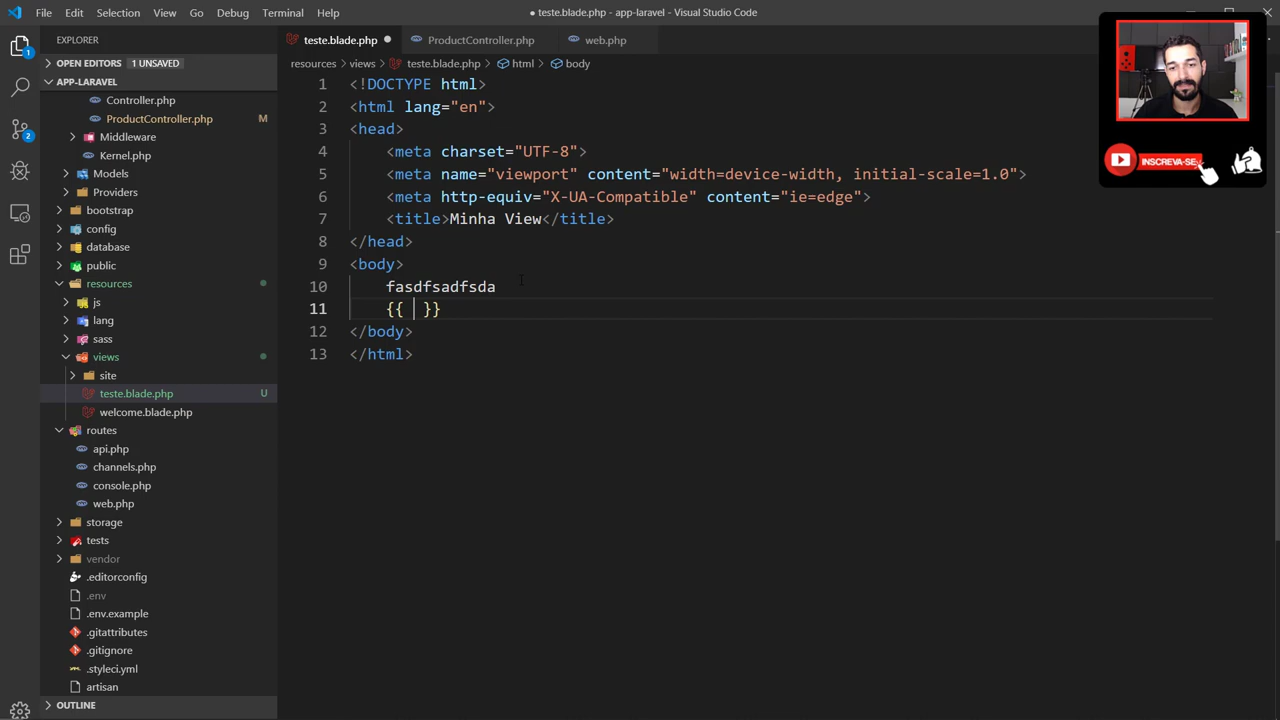 File Edit Selection View Go Debug Terminal Help
● teste.blade.php - app-laravel - Visual Studio Code
EXPLORER
OPEN EDITORS 1 UNSAVED
APP-LARAVEL
Controller.php
ProductController.php M
Middleware
Kernel.php
Models
Providers
bootstrap
config
database
public
resources
js
lang
sass
views
site
teste.blade.php U
welcome.blade.php
routes
api.php
channels.php
console.php
web.php
storage
tests
vendor
.editorconfig
.env
.env.example
.gitattributes
.gitignore
.styleci.yml
artisan
OUTLINE
1
2
teste.blade.php ● ProductController.php web.php
resources > views > teste.blade.php > html > body
1 <!DOCTYPE html>
2 <html lang="en">
3 <head>
4 <meta charset="UTF-8">
5 <meta name="viewport" content="width=device-width, initial-scale=1.0">
6 <meta http-equiv="X-UA-Compatible" content="ie=edge">
7 <title>Minha View</title>
8 </head>
9 <body>
10 fasdfsadfsda
11 {{ }}
12 </body>
13 </html>
INSCREVA-SE